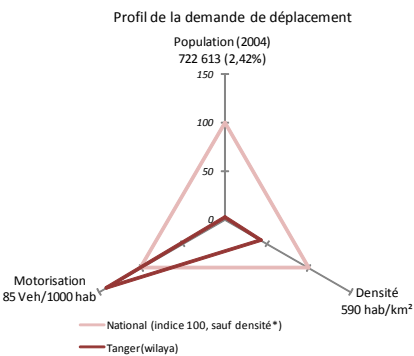 Profil de la demande de déplacement
Population (2004)
722 613 (2,42%)
150
100
50
0
Motorisation
85 Veh/1000 hab
Densité
590 hab/km²
National (indice 100, sauf densité*)
Tanger(wilaya)